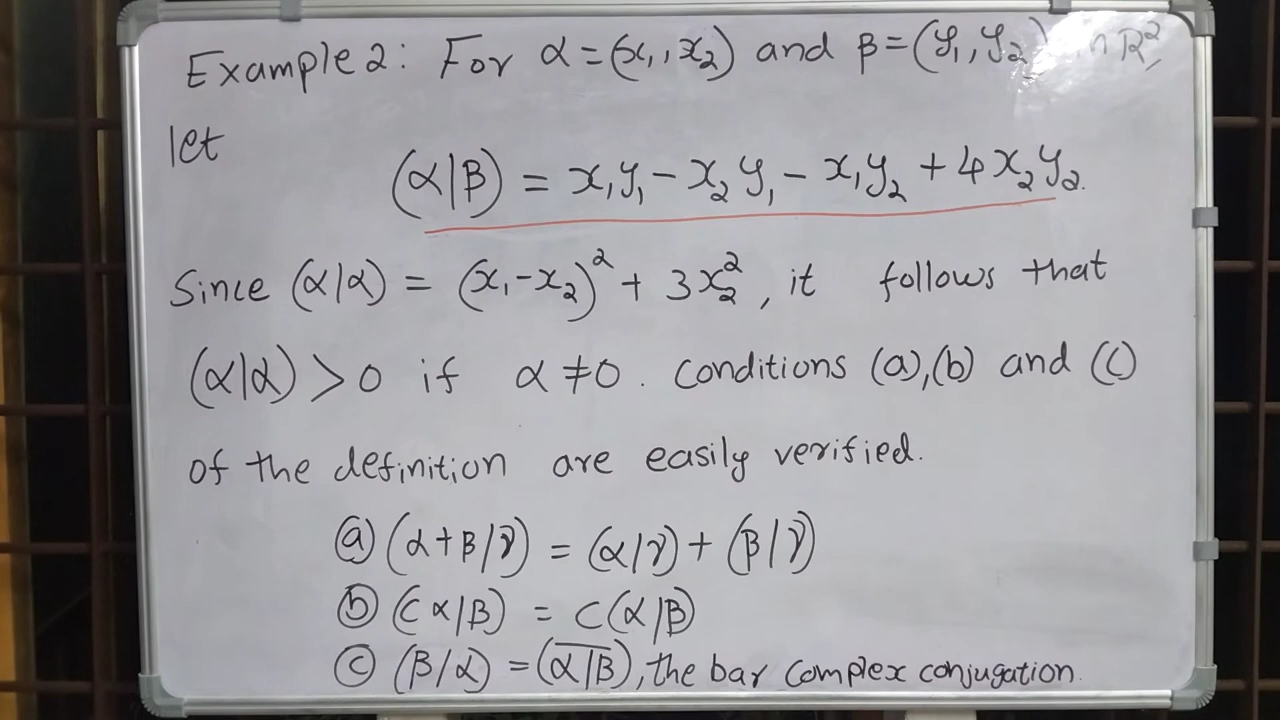 Example 2: For α = (x₁, x₂) and β = (y₁, y₂) in R²,
let
(α|β) = x₁y₁ - x₂y₁ - x₁y₂ + 4x₂y₂.
Since (α|α) = (x₁-x₂)² + 3x₂², it follows that
(α|α) > 0 if α ≠ 0. Conditions (a), (b) and (c)
of the definition are easily verified.
ⓐ (α+β|γ) = (α|γ) + (β|γ)
ⓑ (cα|β) = c(α|β)
ⓒ (β|α) = (α̅|̅β̅), the bar complex conjugation.